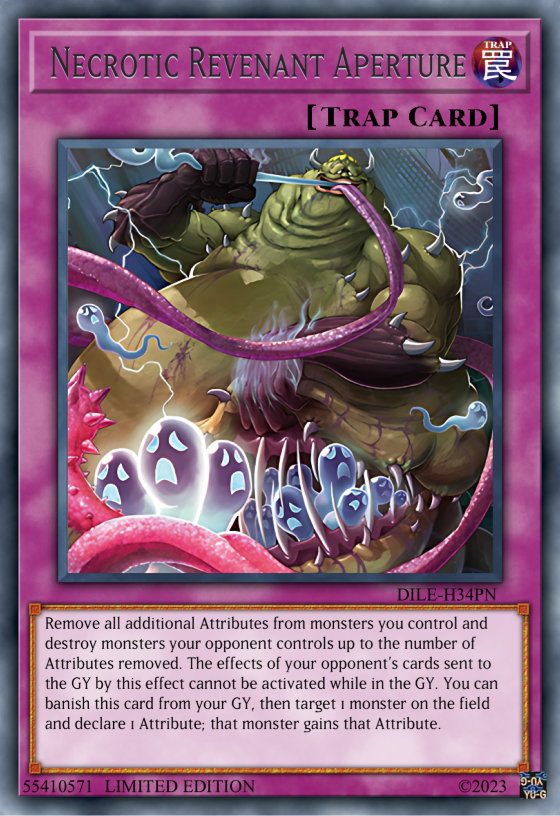 NECROTIC REVENANT APERTURE
TRAP
罠
[TRAP CARD]
DILE-H34PN
Remove all additional Attributes from monsters you control and
destroy monsters your opponent controls up to the number of
Attributes removed. The effects of your opponent's cards sent to
the GY by this effect cannot be activated while in the GY. You can
banish this card from your GY, then target 1 monster on the field
and declare 1 Attribute; that monster gains that Attribute.
55410571 LIMITED EDITION
©2023
YU-G
YU-G